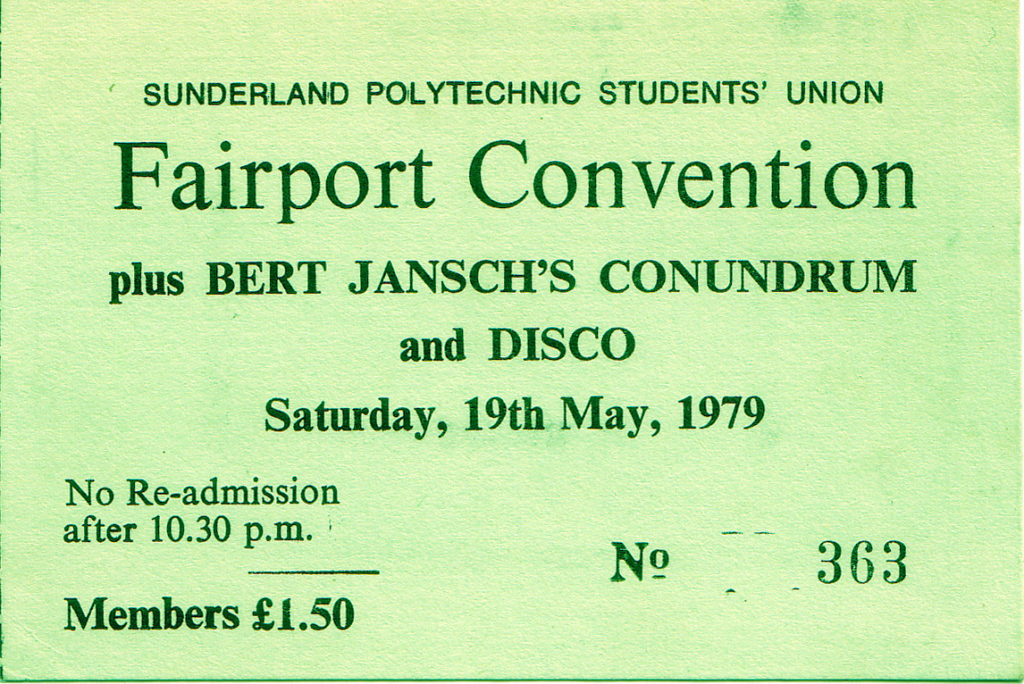 SUNDERLAND POLYTECHNIC STUDENTS' UNION
Fairport Convention
plus BERT JANSCH'S CONUNDRUM
and DISCO
Saturday, 19th May, 1979
No Re-admission
after 10.30 p.m.
Nº 363
Members £1.50